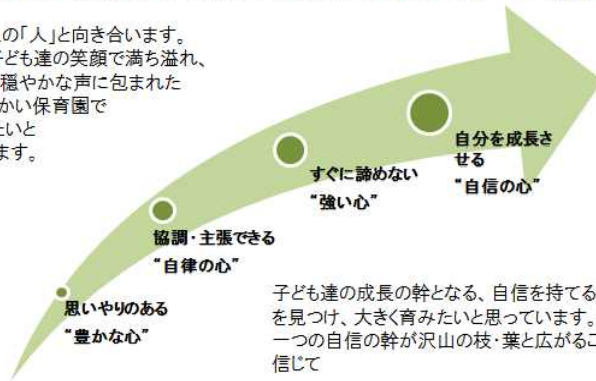 の「人」と向き合います。
子ども達の笑顔で満ち溢れ、
穏やかな声に包まれた
かい保育園で
たいと
ます。
自分を成長さ
せる
“自信の心”
すぐに諦めない
“強い心”
協調・主張できる
“自律の心”
思いやりのある
“豊かな心”
子ども達の成長の幹となる、自信を持てる
を見つけ、大きく育みたいと思っています。
一つの自信の幹が沢山の枝・葉と広がるこ
信じて